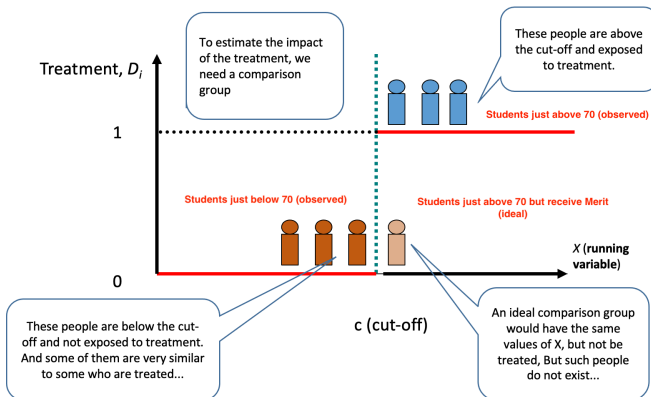 To estimate the impact
of the treatment, we
need a comparison
group
These people are above
the cut-off and exposed
to treatment.
Treatment, Dᵢ
1
Students just above 70 (observed)
Students just below 70 (observed)
Students just above 70 but receive Merit
(ideal)
X (running
variable)
0
c (cut-off)
These people are below the cut-
off and not exposed to treatment.
And some of them are very similar
to some who are treated...
An ideal comparison group
would have the same
values of X, but not be
treated, But such people
do not exist...